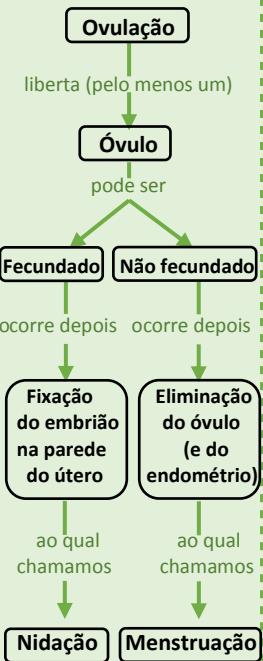 Ovulação
liberta (pelo menos um)
Óvulo
pode ser
Fecundado
Não fecundado
ocorre depois
ocorre depois
Fixação
do embrião
na parede
do útero
Eliminação
do óvulo
(e do
endométrio)
ao qual
chamamos
ao qual
chamamos
Nidação
Menstruação